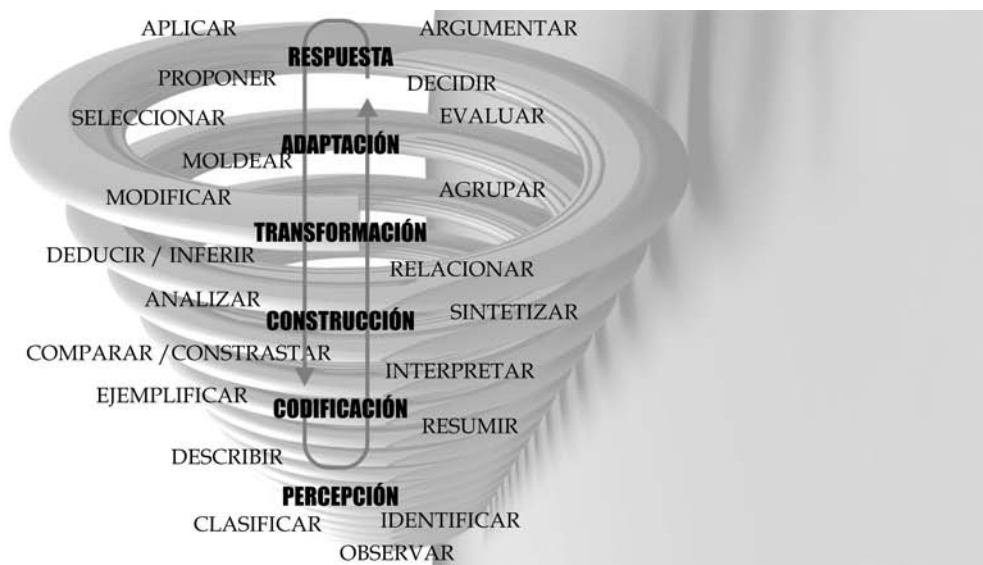 APLICAR ARGUMENTAR
RESPUESTA
PROPONER DECIDIR
SELECCIONAR EVALUAR
ADAPTACIÓN
MOLDEAR
MODIFICAR AGRUPAR
TRANSFORMACIÓN
DEDUCIR / INFERIR RELACIONAR
ANALIZAR SINTETIZAR
CONSTRUCCIÓN
COMPARAR /CONSTRASTAR INTERPRETAR
EJEMPLIFICAR
CODIFICACIÓN
RESUMIR
DESCRIBIR
PERCEPCIÓN
CLASIFICAR IDENTIFICAR
OBSERVAR